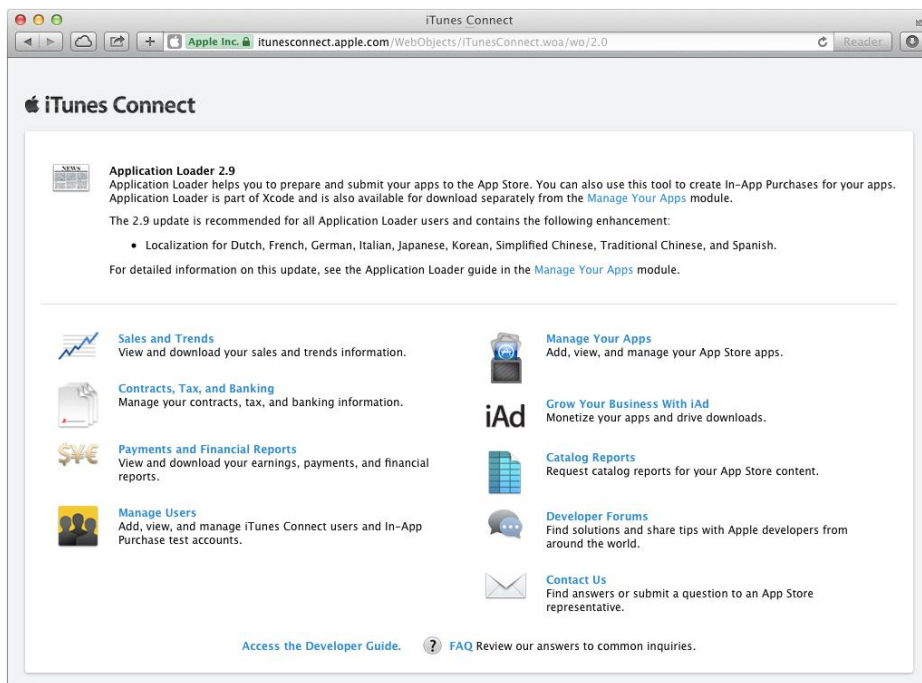 iTunes Connect
Apple Inc. itunesconnect.apple.com/WebObjects/iTunesConnect.woa/wo/2.0
Reader
iTunes Connect
NEWS
Application Loader 2.9
Application Loader helps you to prepare and submit your apps to the App Store. You can also use this tool to create In-App Purchases for your apps.
Application Loader is part of Xcode and is also available for download separately from the Manage Your Apps module.
The 2.9 update is recommended for all Application Loader users and contains the following enhancement:
• Localization for Dutch, French, German, Italian, Japanese, Korean, Simplified Chinese, Traditional Chinese, and Spanish.
For detailed information on this update, see the Application Loader guide in the Manage Your Apps module.
Sales and Trends
View and download your sales and trends information.
Contracts, Tax, and Banking
Manage your contracts, tax, and banking information.
$¥€
Payments and Financial Reports
View and download your earnings, payments, and financial
reports.
Manage Users
Add, view, and manage iTunes Connect users and In-App
Purchase test accounts.
Manage Your Apps
Add, view, and manage your App Store apps.
iAd
Grow Your Business With iAd
Monetize your apps and drive downloads.
Catalog Reports
Request catalog reports for your App Store content.
Developer Forums
Find solutions and share tips with Apple developers from
around the world.
Contact Us
Find answers or submit a question to an App Store
representative.
Access the Developer Guide.
? FAQ Review our answers to common inquiries.